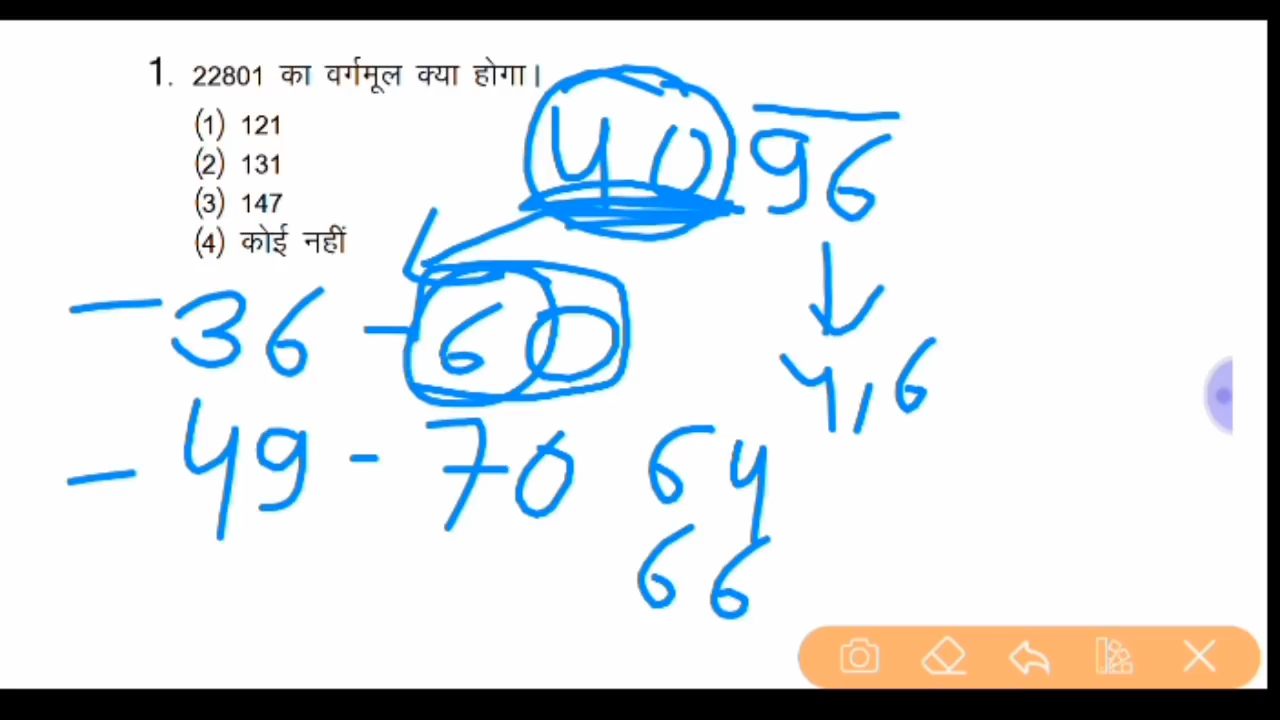 1. 22801 का वर्गमूल क्या होगा।
(1) 121
(2) 131
(3) 147
(4) कोई नहीं
40 96
4,6
36 - 60
49 - 70
64
66